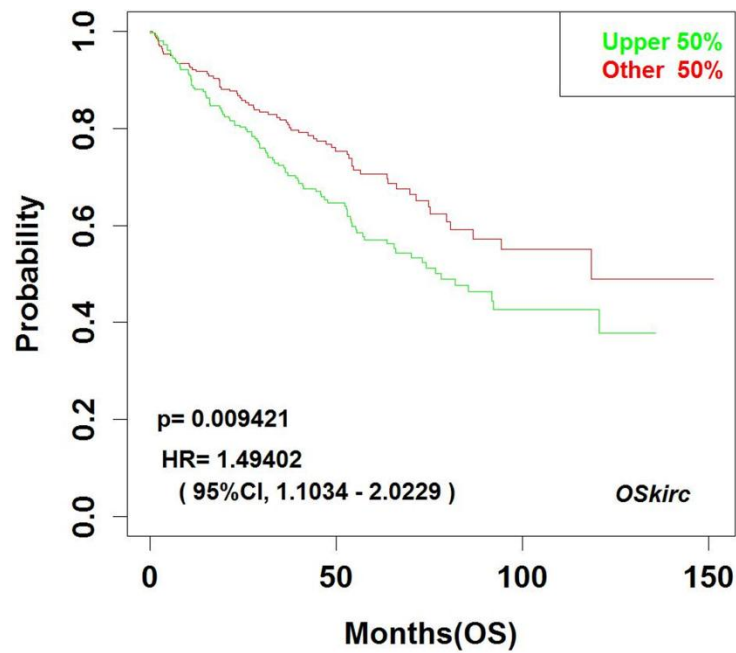 Upper 50%
Other 50%
Probability
1.0
0.8
0.6
0.4
0.2
0.0
p= 0.009421
HR= 1.49402
( 95%CI, 1.1034 - 2.0229 )
OSkirc
0 50 100 150
Months(OS)